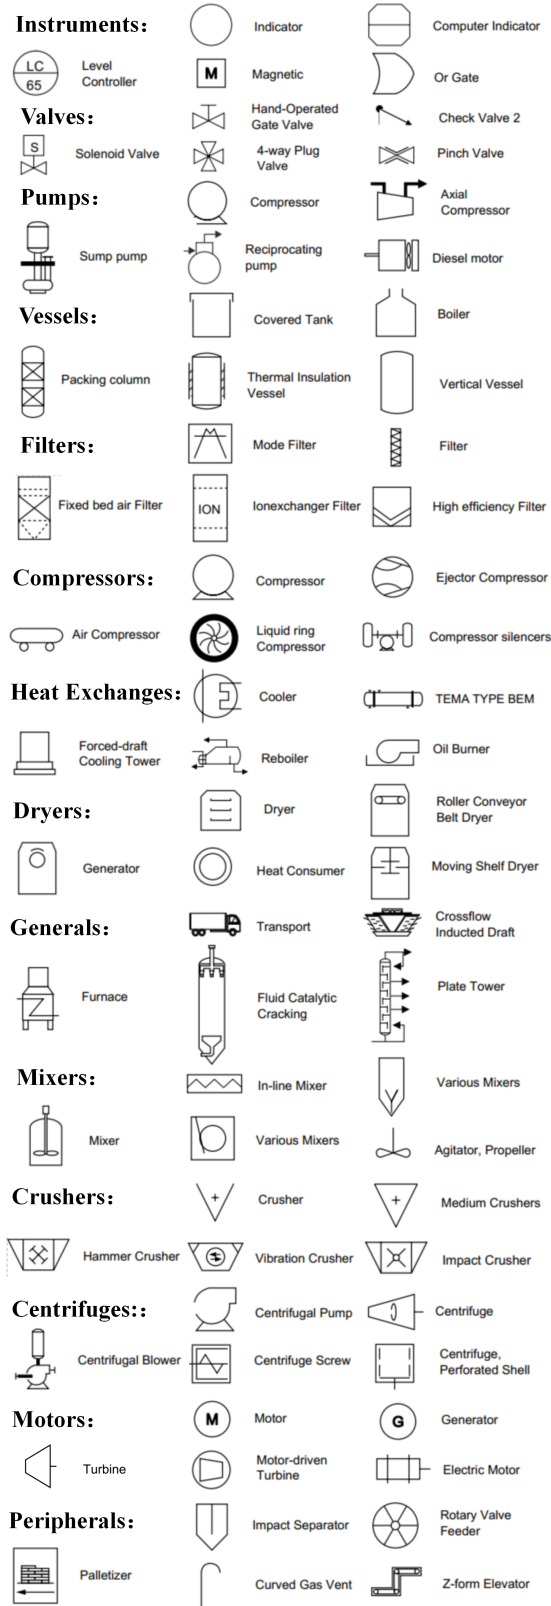 Instruments:
Indicator
Computer Indicator
LC
65
Level
Controller
M
Magnetic
Or Gate
Valves:
Hand-Operated
Gate Valve
Check Valve 2
S
Solenoid Valve
4-way Plug
Valve
Pinch Valve
Pumps:
Compressor
Axial
Compressor
Sump pump
Reciprocating
pump
Diesel motor
Vessels:
Covered Tank
Boiler
Packing column
Thermal Insulation
Vessel
Vertical Vessel
Filters:
Mode Filter
Filter
Fixed bed air Filter
ION
Ionexchanger Filter
High efficiency Filter
Compressors:
Compressor
Ejector Compressor
Air Compressor
Liquid ring
Compressor
Compressor silencers
Heat Exchanges:
Cooler
TEMA TYPE BEM
Forced-draft
Cooling Tower
Reboiler
Oil Burner
Dryers:
Dryer
Roller Conveyor
Belt Dryer
Generator
Heat Consumer
Moving Shelf Dryer
Generals:
Transport
Crossflow
Inducted Draft
Furnace
Fluid Catalytic
Cracking
Plate Tower
Mixers:
In-line Mixer
Various Mixers
Mixer
Various Mixers
Agitator, Propeller
Crushers:
Crusher
Medium Crushers
Hammer Crusher
Vibration Crusher
Impact Crusher
Centrifuges::
Centrifugal Pump
Centrifuge
Centrifugal Blower
Centrifuge Screw
Centrifuge,
Perforated Shell
Motors:
M
Motor
G
Generator
Turbine
Motor-driven
Turbine
Electric Motor
Peripherals:
Impact Separator
Rotary Valve
Feeder
Palletizer
Curved Gas Vent
Z-form Elevator